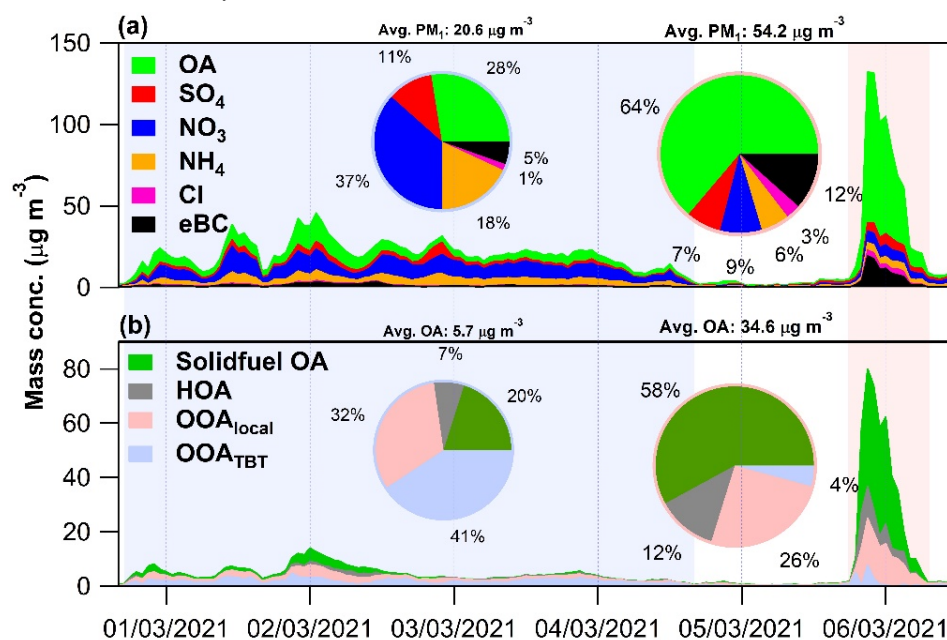 (a)
Avg. PM₁: 20.6 µg m⁻³
Avg. PM₁: 54.2 µg m⁻³
150
100
50
0
OA
SO₄
NO₃
NH₄
Cl
eBC
11%
28%
5%
1%
37%
18%
64%
12%
3%
7%
9%
6%
Mass conc. (µg m⁻³)
(b)
Avg. OA: 5.7 µg m⁻³
Avg. OA: 34.6 µg m⁻³
80
60
40
20
0
Solidfuel OA
HOA
OOA_local
OOA_TBT
7%
20%
32%
41%
58%
4%
12%
26%
01/03/2021
02/03/2021
03/03/2021
04/03/2021
05/03/2021
06/03/2021